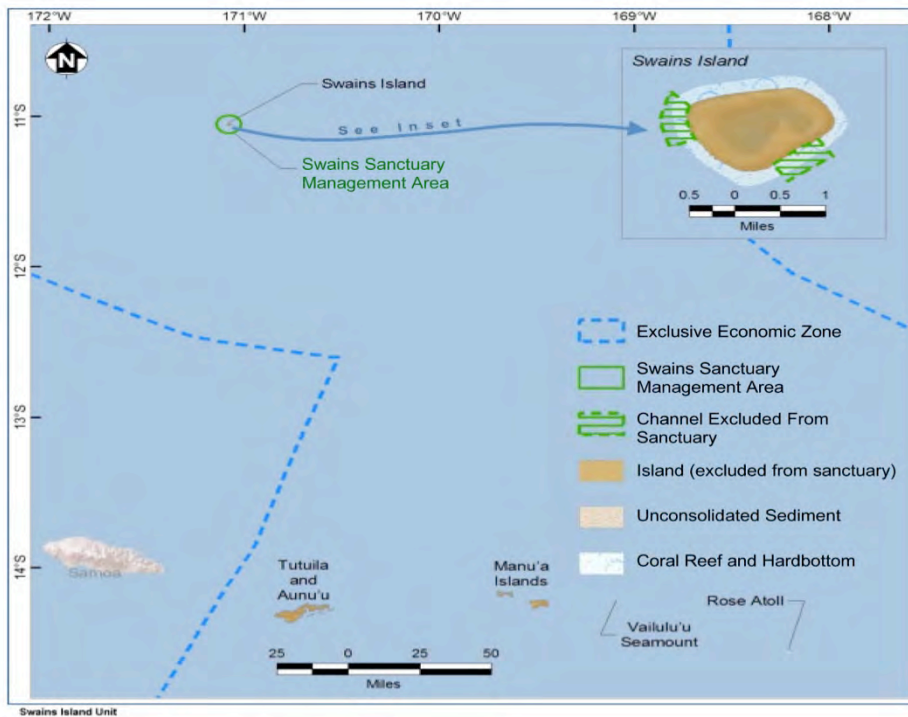 172°W 171°W 170°W 169°W 168°W
N
Swains Island
11°S
Swains Island
See Inset
Swains Sanctuary
Management Area
0.5 0 0.5 1
Miles
12°S
Exclusive Economic Zone
Swains Sanctuary
Management Area
13°S
Channel Excluded From
Sanctuary
Island (excluded from sanctuary)
Unconsolidated Sediment
14°S
Samoa
Tutuila
and
Aunu'u
Manu'a
Islands
Coral Reef and Hardbottom
Rose Atoll
Vailulu'u
Seamount
25 0 25 50
Miles
Swains Island Unit